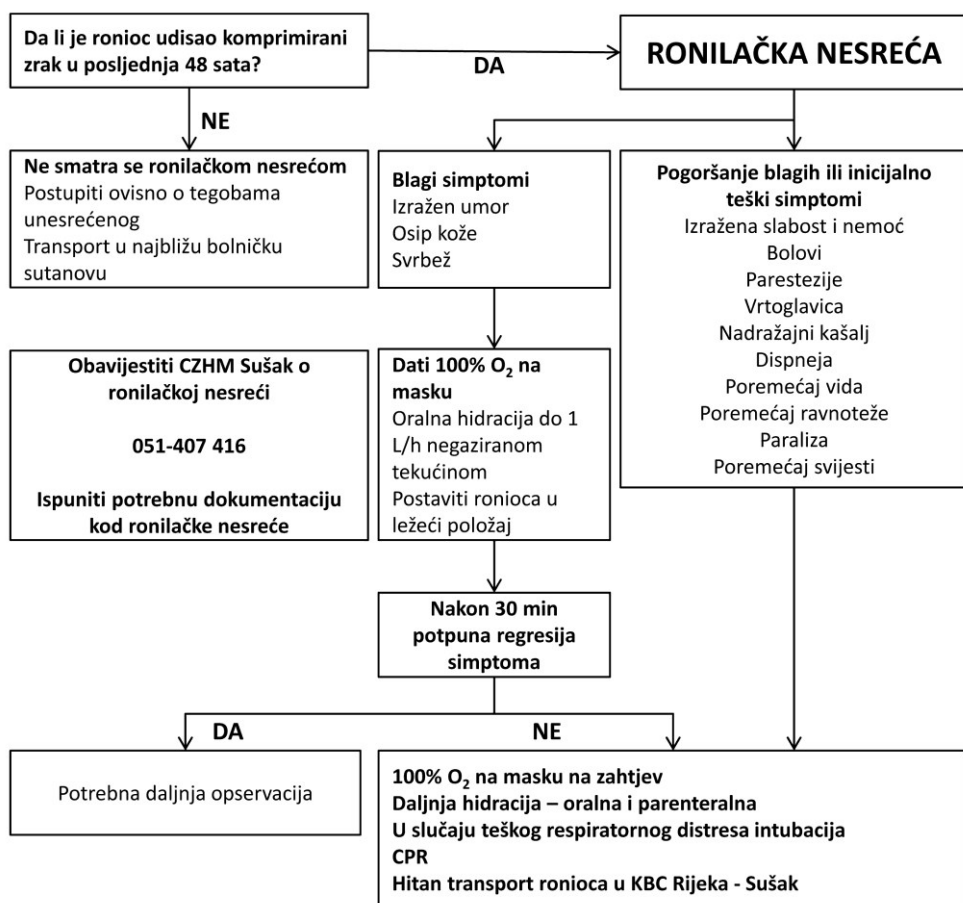 Da li je ronioc udisao komprimirani
zrak u posljednja 48 sata?
DA
RONILAČKA NESREĆA
NE
Ne smatra se ronilačkom nesrećom
Postupiti ovisno o tegobama
unesrećenog
Transport u najbližu bolničku
sutanovu
Blagi simptomi
Izražen umor
Osip kože
Svrbež
Pogoršanje blagih ili inicijalno
teški simptomi
Izražena slabost i nemoć
Bolovi
Parestezije
Vrtoglavica
Nadražajni kašalj
Dispneja
Poremećaj vida
Poremećaj ravnoteže
Paraliza
Poremećaj svijesti
Obavijestiti CZHM Sušak o
ronilačkoj nesreći
051-407 416
Ispuniti potrebnu dokumentaciju
kod ronilačke nesreće
Dati 100% O₂ na
masku
Oralna hidracija do 1
L/h negaziranom
tekućinom
Postaviti ronioca u
ležeći položaj
Nakon 30 min
potpuna regresija
simptoma
DA
NE
Potrebna daljnja opservacija
100% O₂ na masku na zahtjev
Daljnja hidracija – oralna i parenteralna
U slučaju teškog respiratornog distresa intubacija
CPR
Hitan transport ronioca u KBC Rijeka - Sušak